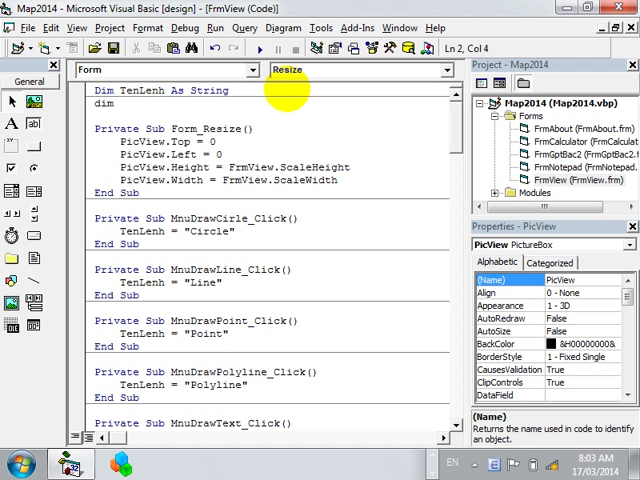 Map2014 - Microsoft Visual Basic [design] - [FrmView (Code)]
File Edit View Project Format Debug Run Query Diagram Tools Add-Ins Window Help
Ln 2, Col 4
General
Form Resize
Dim TenLenh As String
dim
Private Sub Form_Resize()
PicView.Top = 0
PicView.Left = 0
PicView.Height = FrmView.ScaleHeight
PicView.Width = FrmView.ScaleWidth
End Sub
Private Sub MnuDrawCirle_Click()
TenLenh = "Circle"
End Sub
Private Sub MnuDrawLine_Click()
TenLenh = "Line"
End Sub
Private Sub MnuDrawPoint_Click()
TenLenh = "Point"
End Sub
Private Sub MnuDrawPolyline_Click()
TenLenh = "Polyline"
End Sub
Private Sub MnuDrawText_Click()
Project - Map2014
Map2014 (Map2014.vbp)
Forms
FrmAbout (FrmAbout.frm)
FrmCalculator (FrmCalculator.
FrmGptBac2 (FrmGptBac2.f
FrmNotepad (FrmNotepad.
FrmView (FrmView.frm)
Modules
Properties - PicView
PicView PictureBox
Alphabetic Categorized
(Name) PicView
Align 0 - None
Appearance 1 - 3D
AutoRedraw False
AutoSize False
BackColor &H00000000&
BorderStyle 1 - Fixed Single
CausesValidation True
ClipControls True
DataField
(Name)
Returns the name used in code to identify
an object.
EN
8:03 AM
17/03/2014